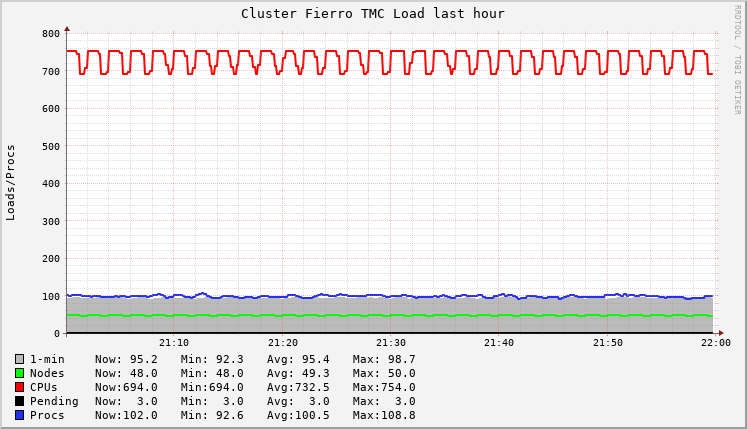 Cluster Fierro TMC Load last hour
RRDTOOL / TOBI OETIKER
Loads/Procs
800
700
600
500
400
300
200
100
0
21:10 21:20 21:30 21:40 21:50 22:00
1-min Now: 95.2 Min: 92.3 Avg: 95.4 Max: 98.7
Nodes Now: 48.0 Min: 48.0 Avg: 49.3 Max: 50.0
CPUs Now:694.0 Min:694.0 Avg:732.5 Max:754.0
Pending Now: 3.0 Min: 3.0 Avg: 3.0 Max: 3.0
Procs Now:102.0 Min: 92.6 Avg:100.5 Max:108.8